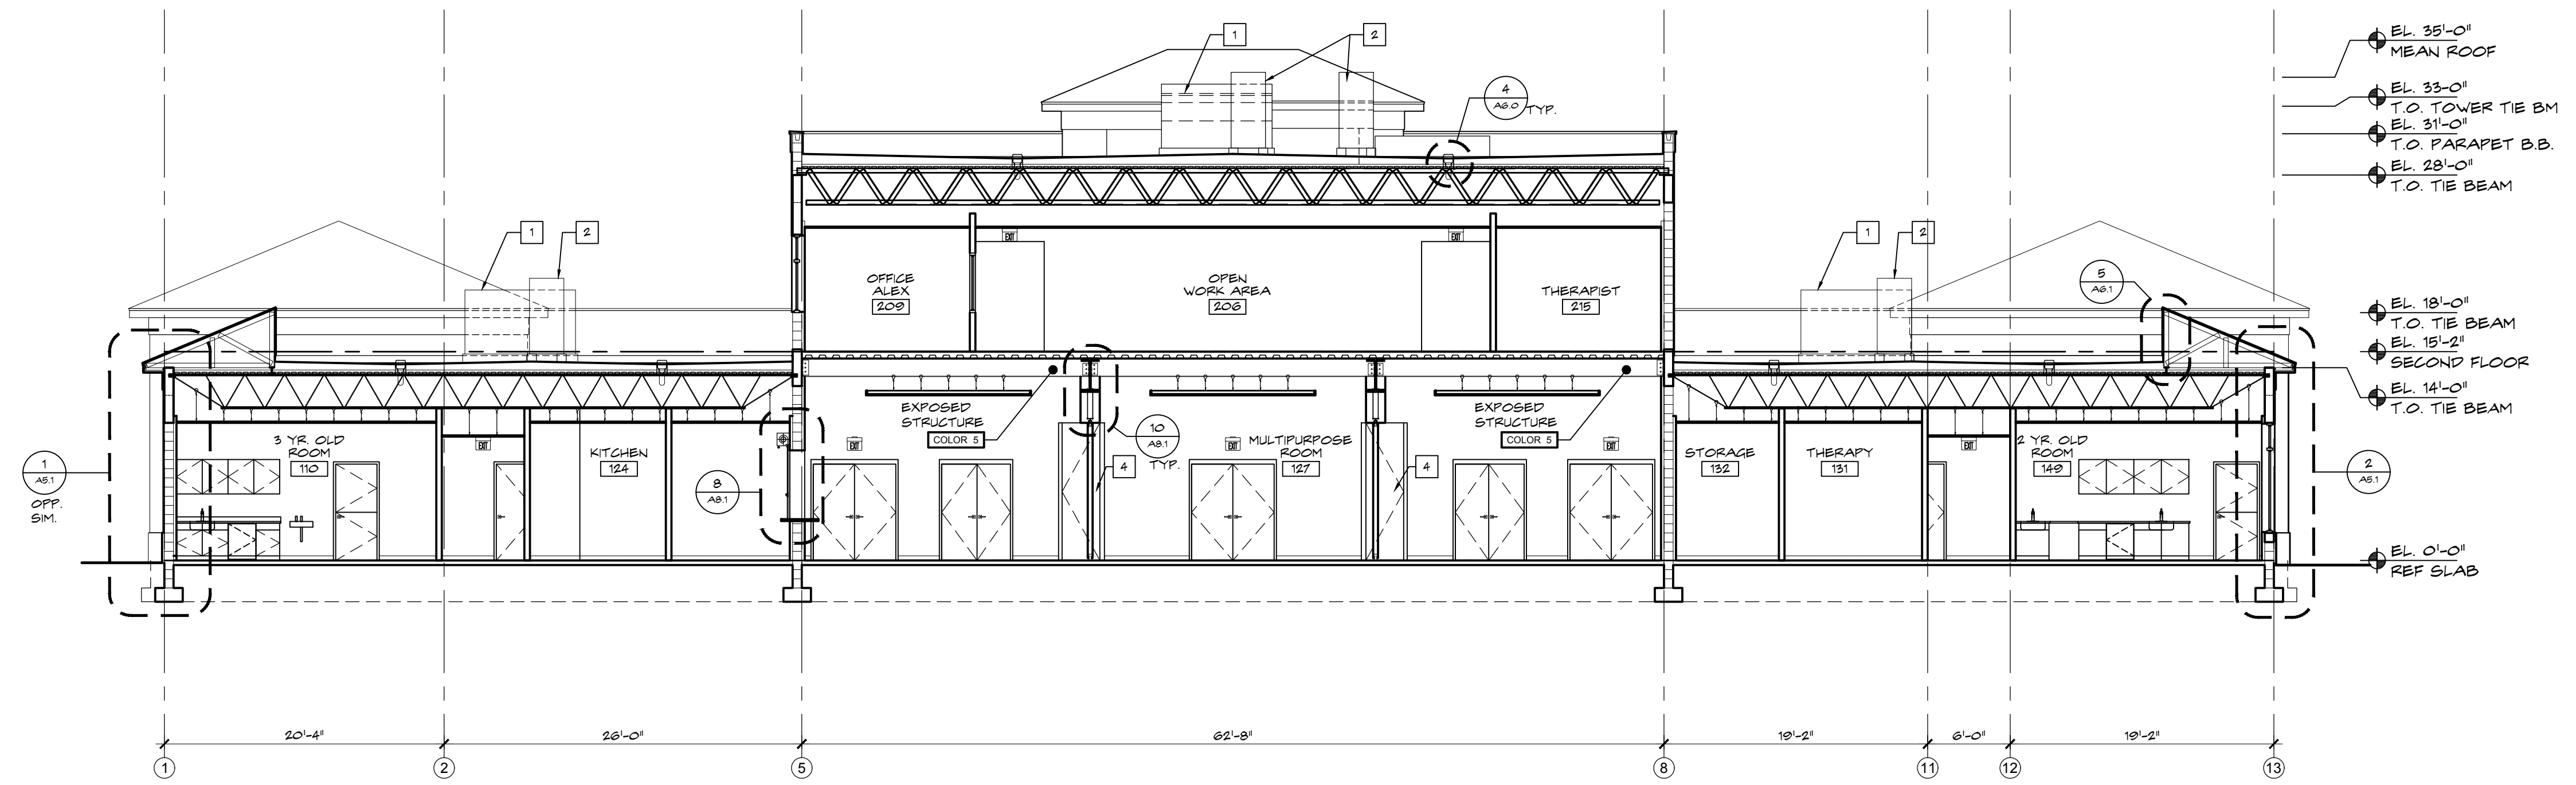 1
2
EL. 35'-0"
MEAN ROOF
4
A6.0
TYP.
EL. 33'-0"
T.O. TOWER TIE BM
EL. 31'-0"
T.O. PARAPET B.B.
EL. 28'-0"
T.O. TIE BEAM
1
2
EXIT
EXIT
1
2
OFFICE
ALEX
209
OPEN
WORK AREA
206
THERAPIST
215
5
A6.1
EL. 18'-0"
T.O. TIE BEAM
EL. 15'-2"
SECOND FLOOR
EL. 14'-0"
T.O. TIE BEAM
EXPOSED
STRUCTURE
COLOR 5
EXPOSED
STRUCTURE
COLOR 5
10
A8.1
TYP.
3 YR. OLD
ROOM
110
EXIT
KITCHEN
124
EXIT
EXIT
MULTIPURPOSE
ROOM
127
EXIT
STORAGE
132
THERAPY
131
EXIT
2 YR. OLD
ROOM
149
1
A5.1
OPP.
SIM.
8
A8.1
4
4
2
A5.1
EL. 0'-0"
REF SLAB
20'-4"
26'-0"
62'-8"
19'-2"
6'-0"
19'-2"
1
2
5
8
11
12
13